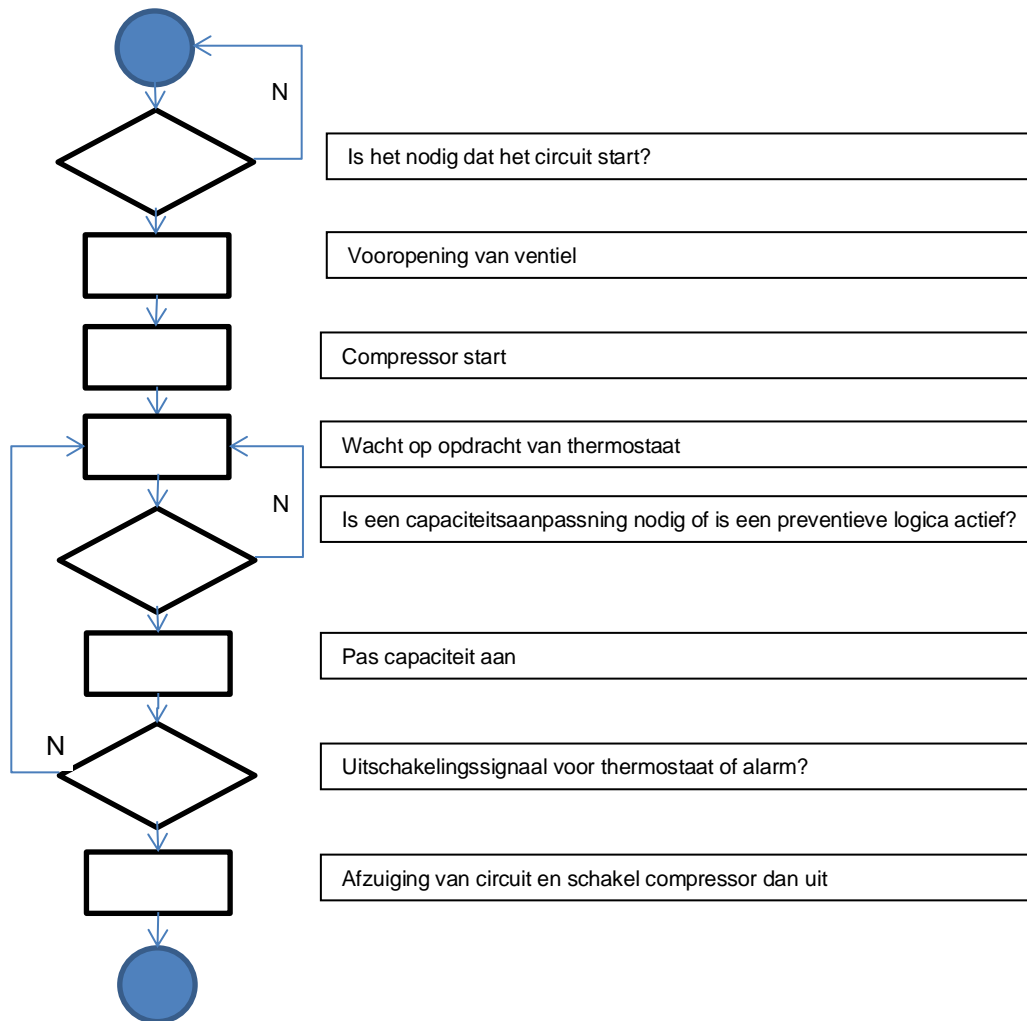 N
Is het nodig dat het circuit start?
Vooropening van ventiel
Compressor start
Wacht op opdracht van thermostaat
N
Is een capaciteitsaanpassning nodig of is een preventieve logica actief?
Pas capaciteit aan
N
Uitschakelingssignaal voor thermostaat of alarm?
Afzuiging van circuit en schakel compressor dan uit